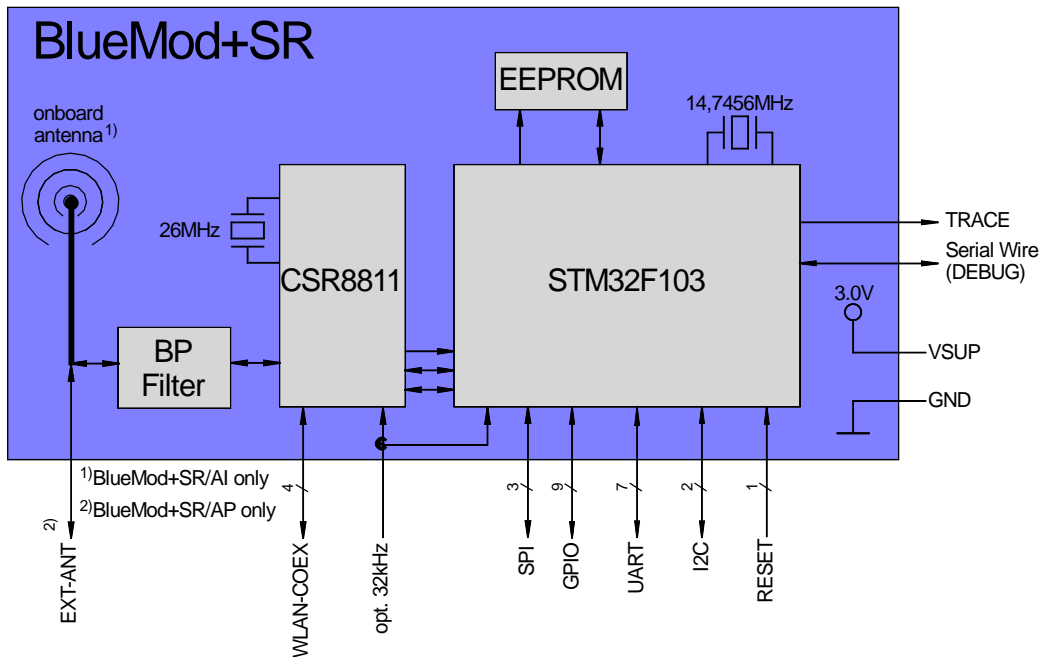 BlueMod+SR
EEPROM
14,7456MHz
onboard
antenna1)
26MHz
CSR8811
STM32F103
TRACE
Serial Wire
(DEBUG)
3.0V
BP
Filter
VSUP
GND
1)BlueMod+SR/AI only
2)BlueMod+SR/AP only
2)
4
3
9
7
2
1
EXT-ANT
WLAN-COEX
opt. 32kHz
SPI
GPIO
UART
I2C
RESET